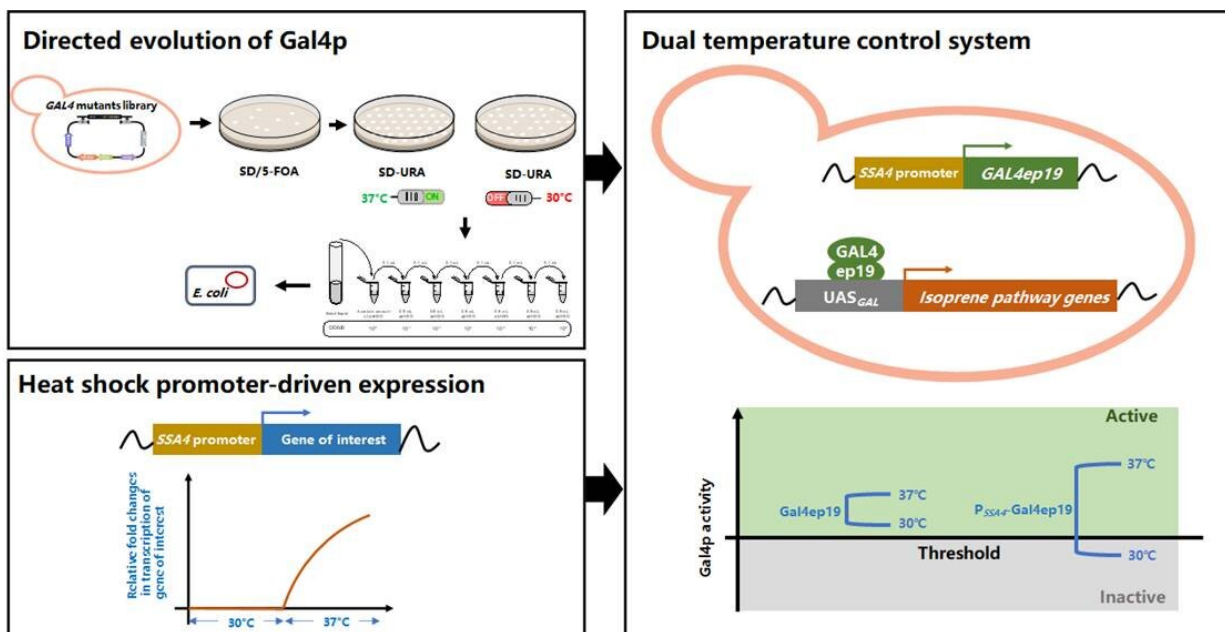 Directed evolution of Gal4p
GAL4 mutants library
SD/5-FOA
SD-URA
SD-URA
37°C
ON
OFF
30°C
E. coli
Heat shock promoter-driven expression
SSA4 promoter
Gene of interest
Relative fold changes
in transcription of
gene of interest
30°C
37°C
Dual temperature control system
SSA4 promoter
GAL4ep19
GAL4
ep19
UASGAL
Isoprene pathway genes
Active
Gal4p activity
37°C
Gal4ep19
30°C
37°C
PSSA4-Gal4ep19
30°C
Threshold
Inactive